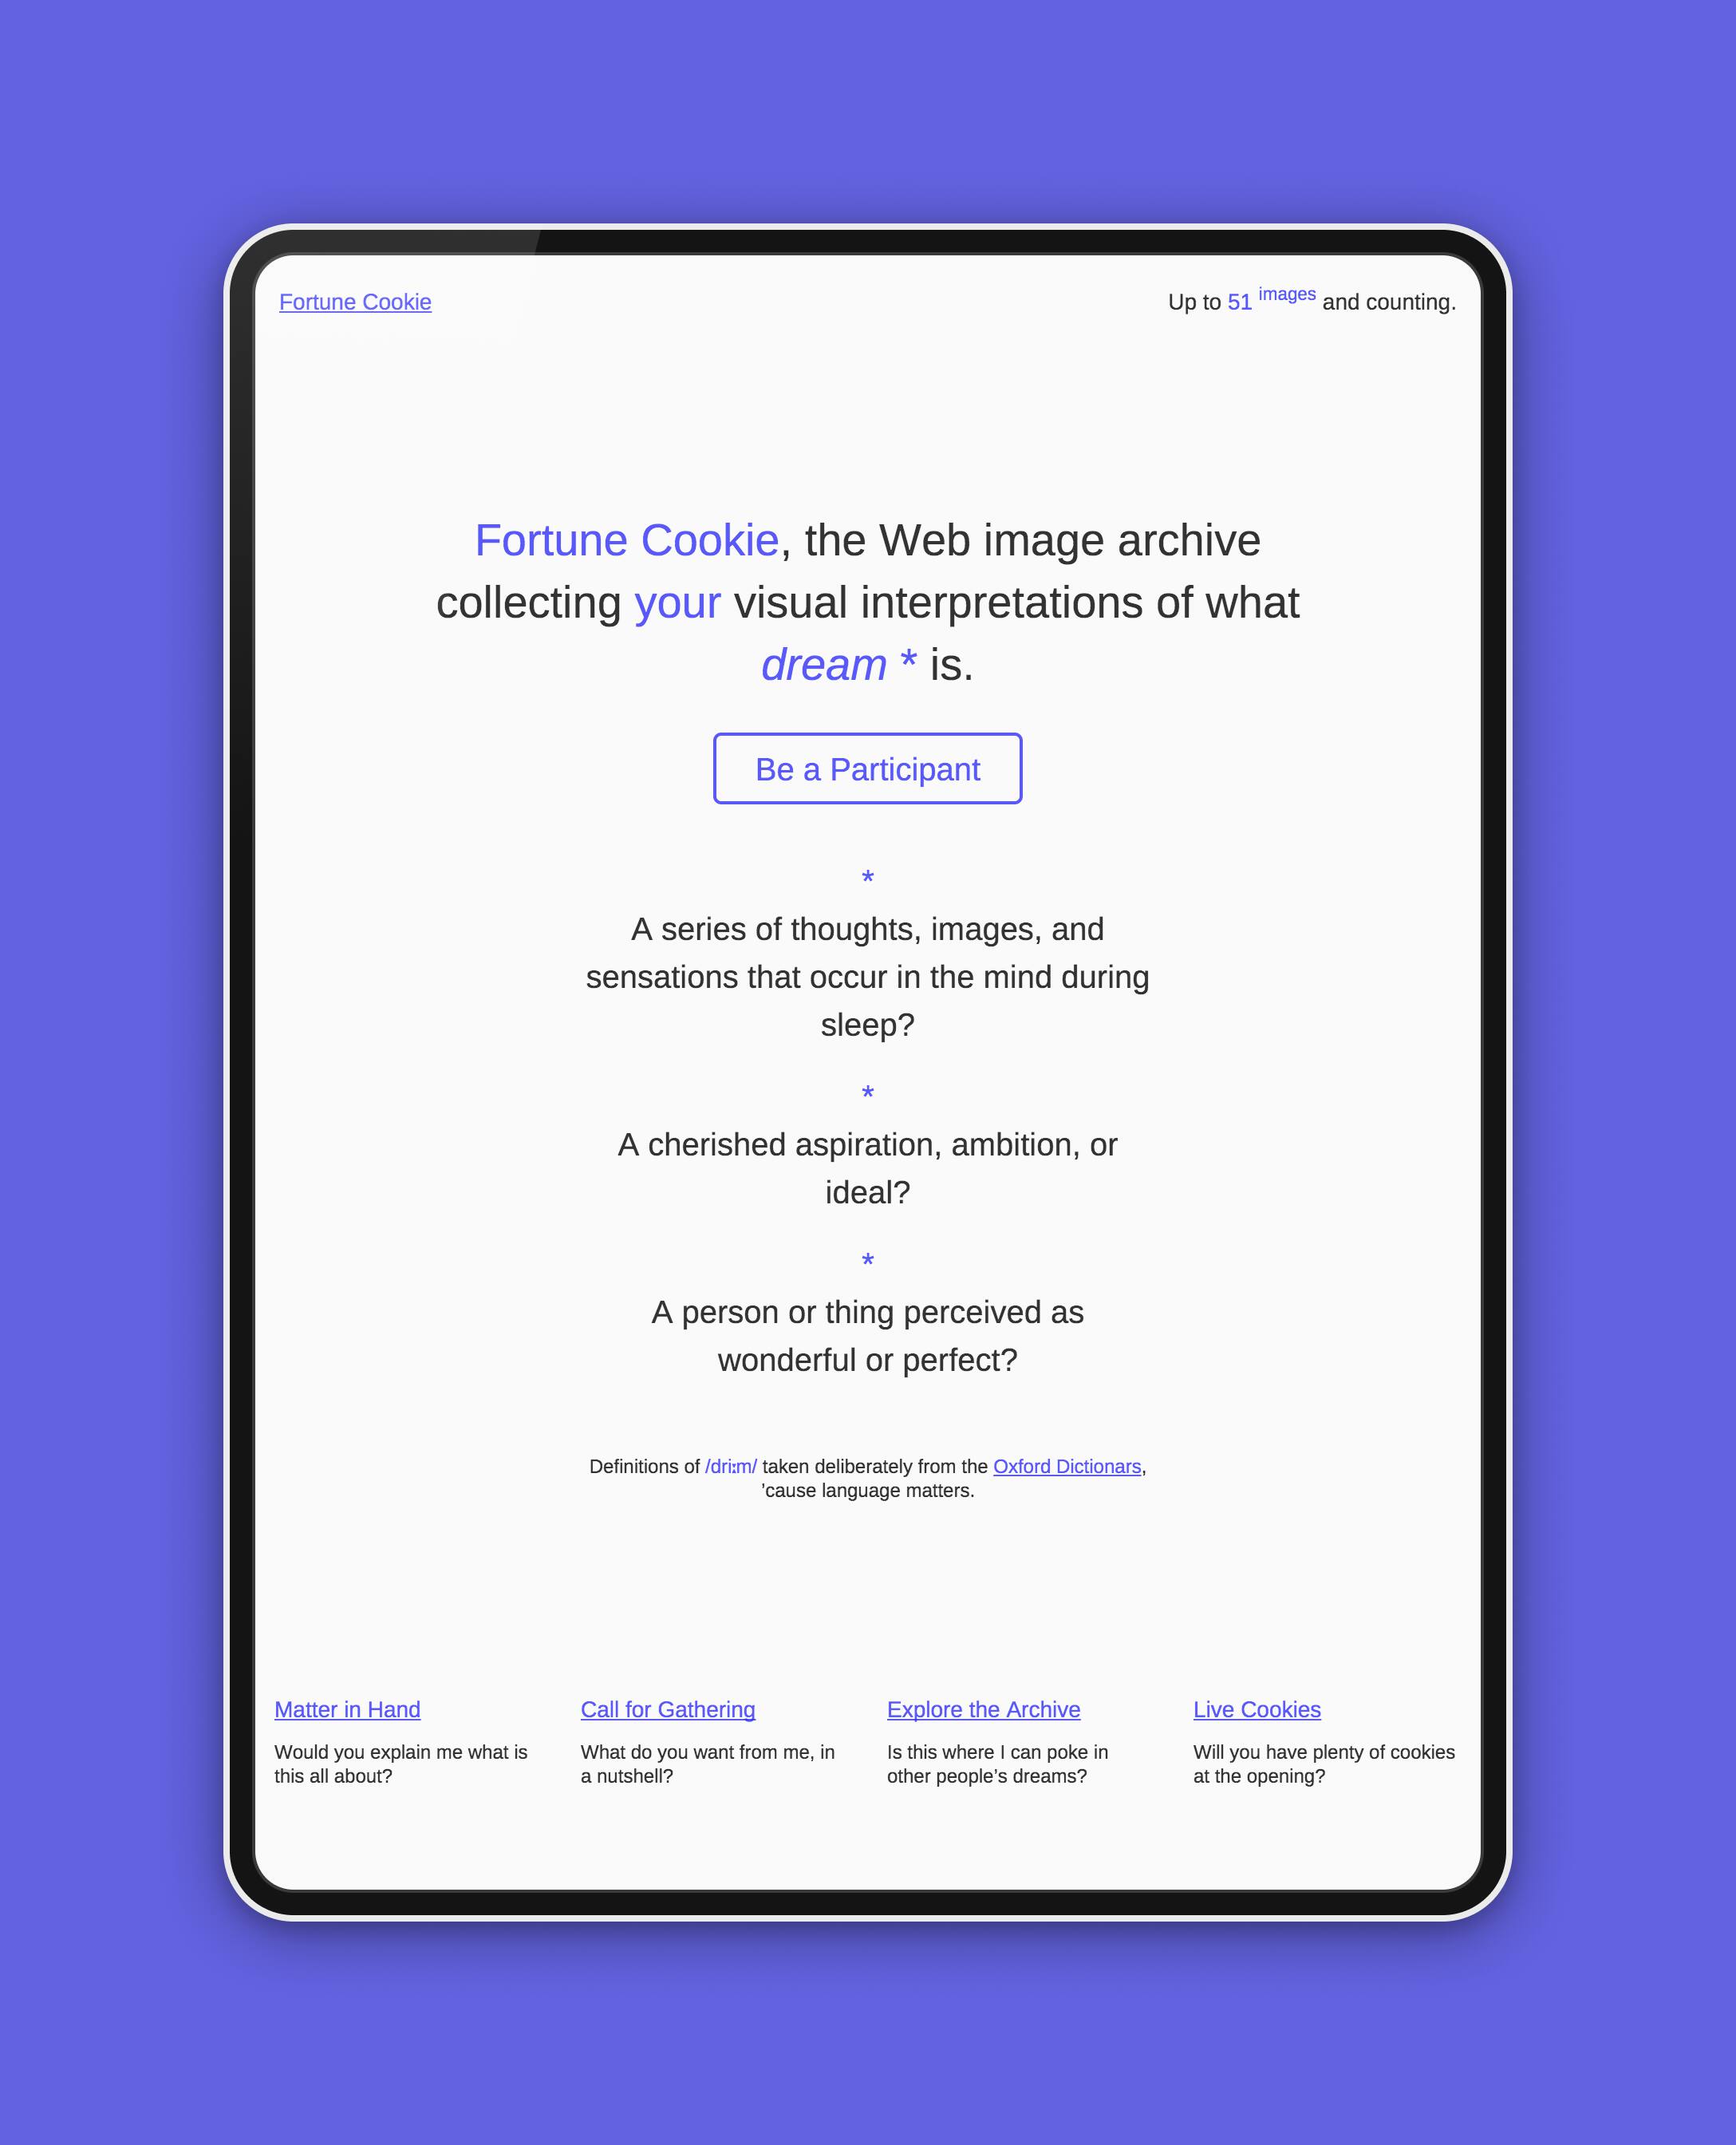 Fortune Cookie
Up to 51 images and counting.
Fortune Cookie, the Web image archive
collecting your visual interpretations of what
dream * is.
Be a Participant
*
A series of thoughts, images, and
sensations that occur in the mind during
sleep?
*
A cherished aspiration, ambition, or
ideal?
*
A person or thing perceived as
wonderful or perfect?
Definitions of /driːm/ taken deliberately from the Oxford Dictionars,
’cause language matters.
Matter in Hand
Would you explain me what is
this all about?
Call for Gathering
What do you want from me, in
a nutshell?
Explore the Archive
Is this where I can poke in
other people’s dreams?
Live Cookies
Will you have plenty of cookies
at the opening?